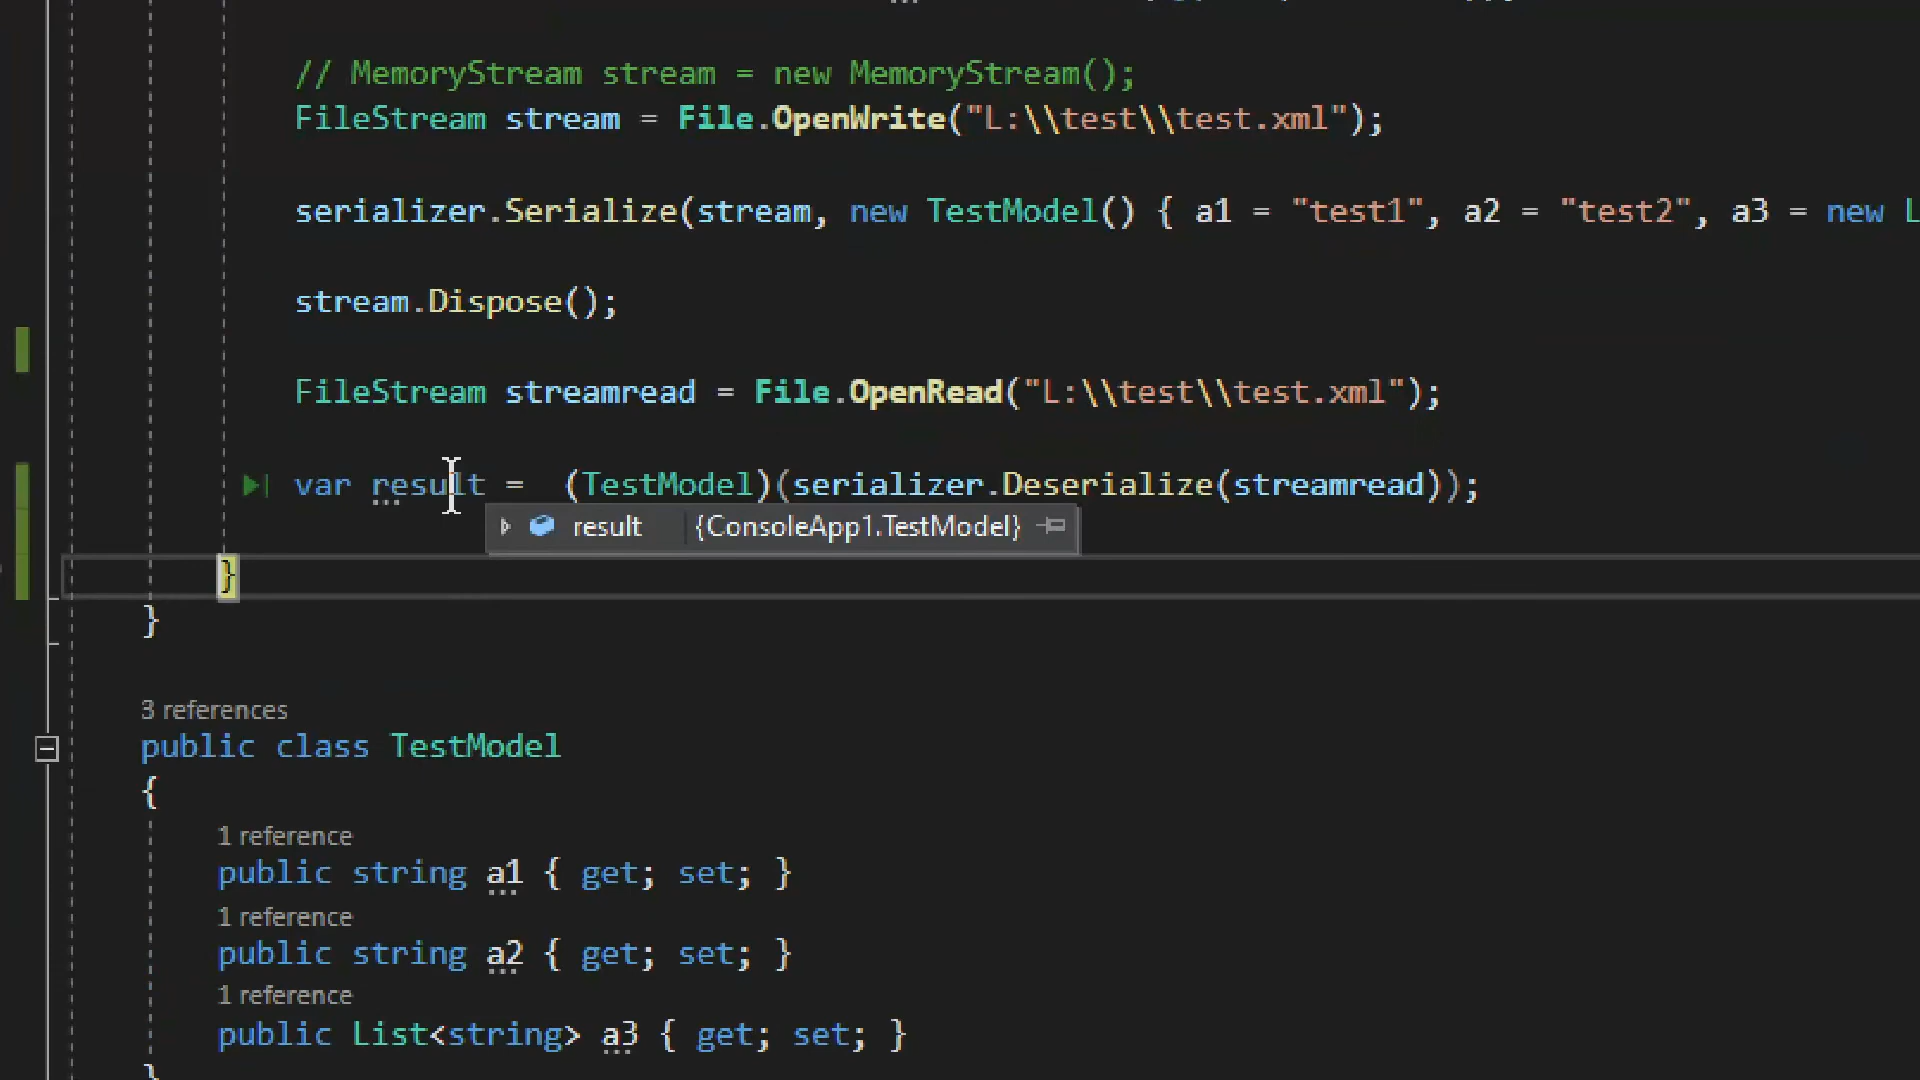 // MemoryStream stream = new MemoryStream();
FileStream stream = File.OpenWrite("L:\\test\\test.xml");
serializer.Serialize(stream, new TestModel() { a1 = "test1", a2 = "test2", a3 = new L
stream.Dispose();
FileStream streamread = File.OpenRead("L:\\test\\test.xml");
var result =  (TestModel)(serializer.Deserialize(streamread));
result {ConsoleApp1.TestModel}
}
}
3 references
public class TestModel
{
1 reference
public string a1 { get; set; }
1 reference
public string a2 { get; set; }
1 reference
public List<string> a3 { get; set; }
}